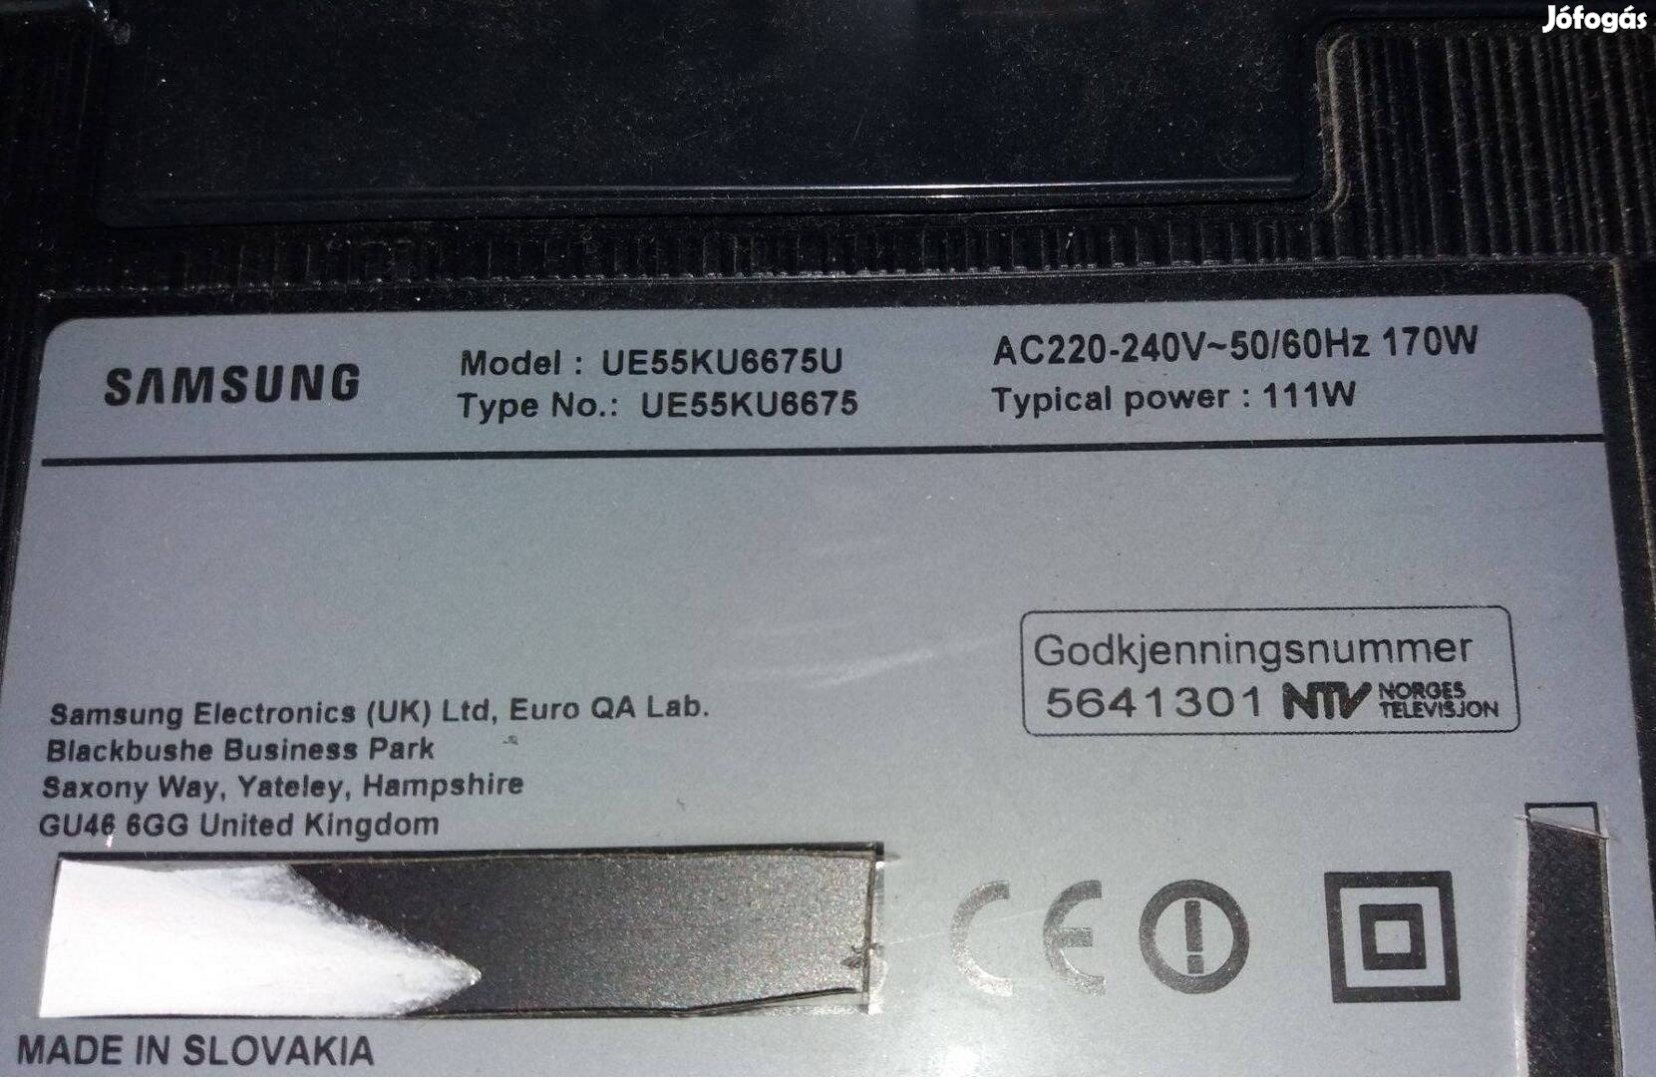 Jófogás
SAMSUNG
Model : UE55KU6675U
Type No.: UE55KU6675
AC220-240V~50/60Hz 170W
Typical power : 111W
Godkjenningsnummer
5641301 NTV NORGES
TELEVISJON
Samsung Electronics (UK) Ltd, Euro QA Lab.
Blackbushe Business Park
Saxony Way, Yateley, Hampshire
GU46 6GG United Kingdom
CE
MADE IN SLOVAKIA